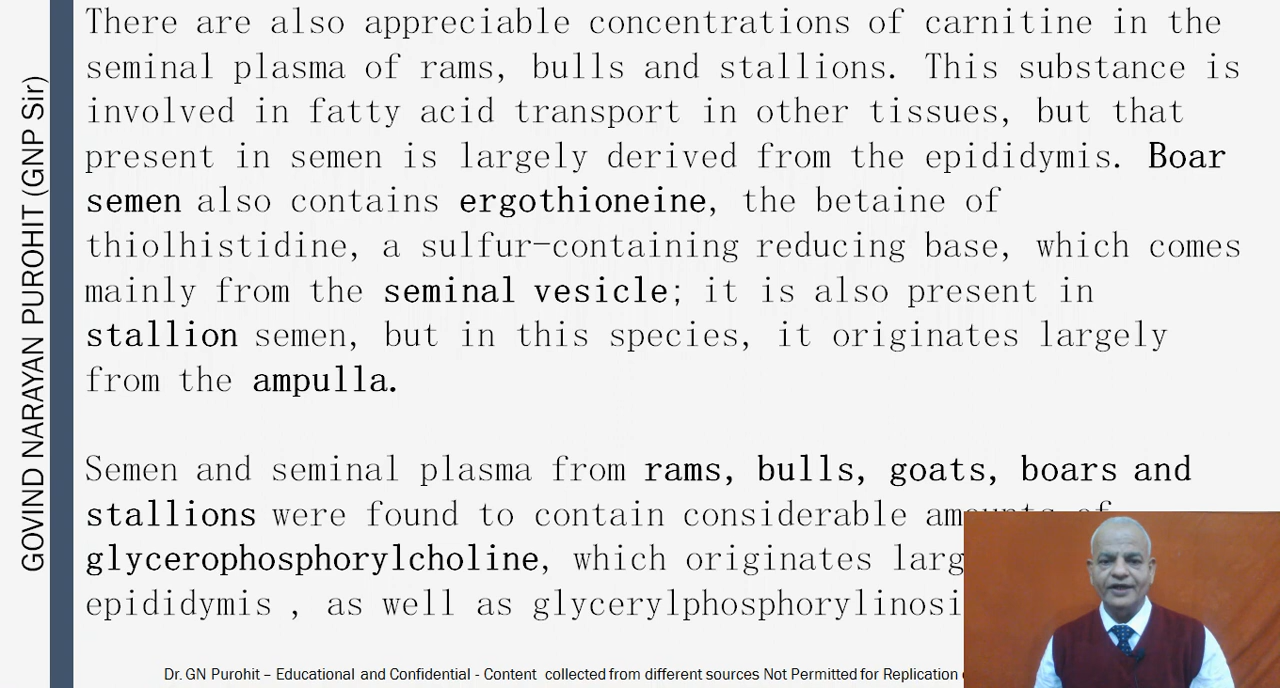 There are also appreciable concentrations of carnitine in the
seminal plasma of rams, bulls and stallions. This substance is
involved in fatty acid transport in other tissues, but that
present in semen is largely derived from the epididymis. Boar
semen also contains ergothioneine, the betaine of
thiolhistidine, a sulfur-containing reducing base, which comes
mainly from the seminal vesicle; it is also present in
stallion semen, but in this species, it originates largely
from the ampulla.
Semen and seminal plasma from rams, bulls, goats, boars and
stallions were found to contain considerable amounts of
glycerophosphorylcholine, which originates
epididymis , as well as
GOVIND NARAYAN PUROHIT (GNP Sir)
Dr. GN Purohit – Educational and Confidential - Content collected from different sources Not Permitted for Replication